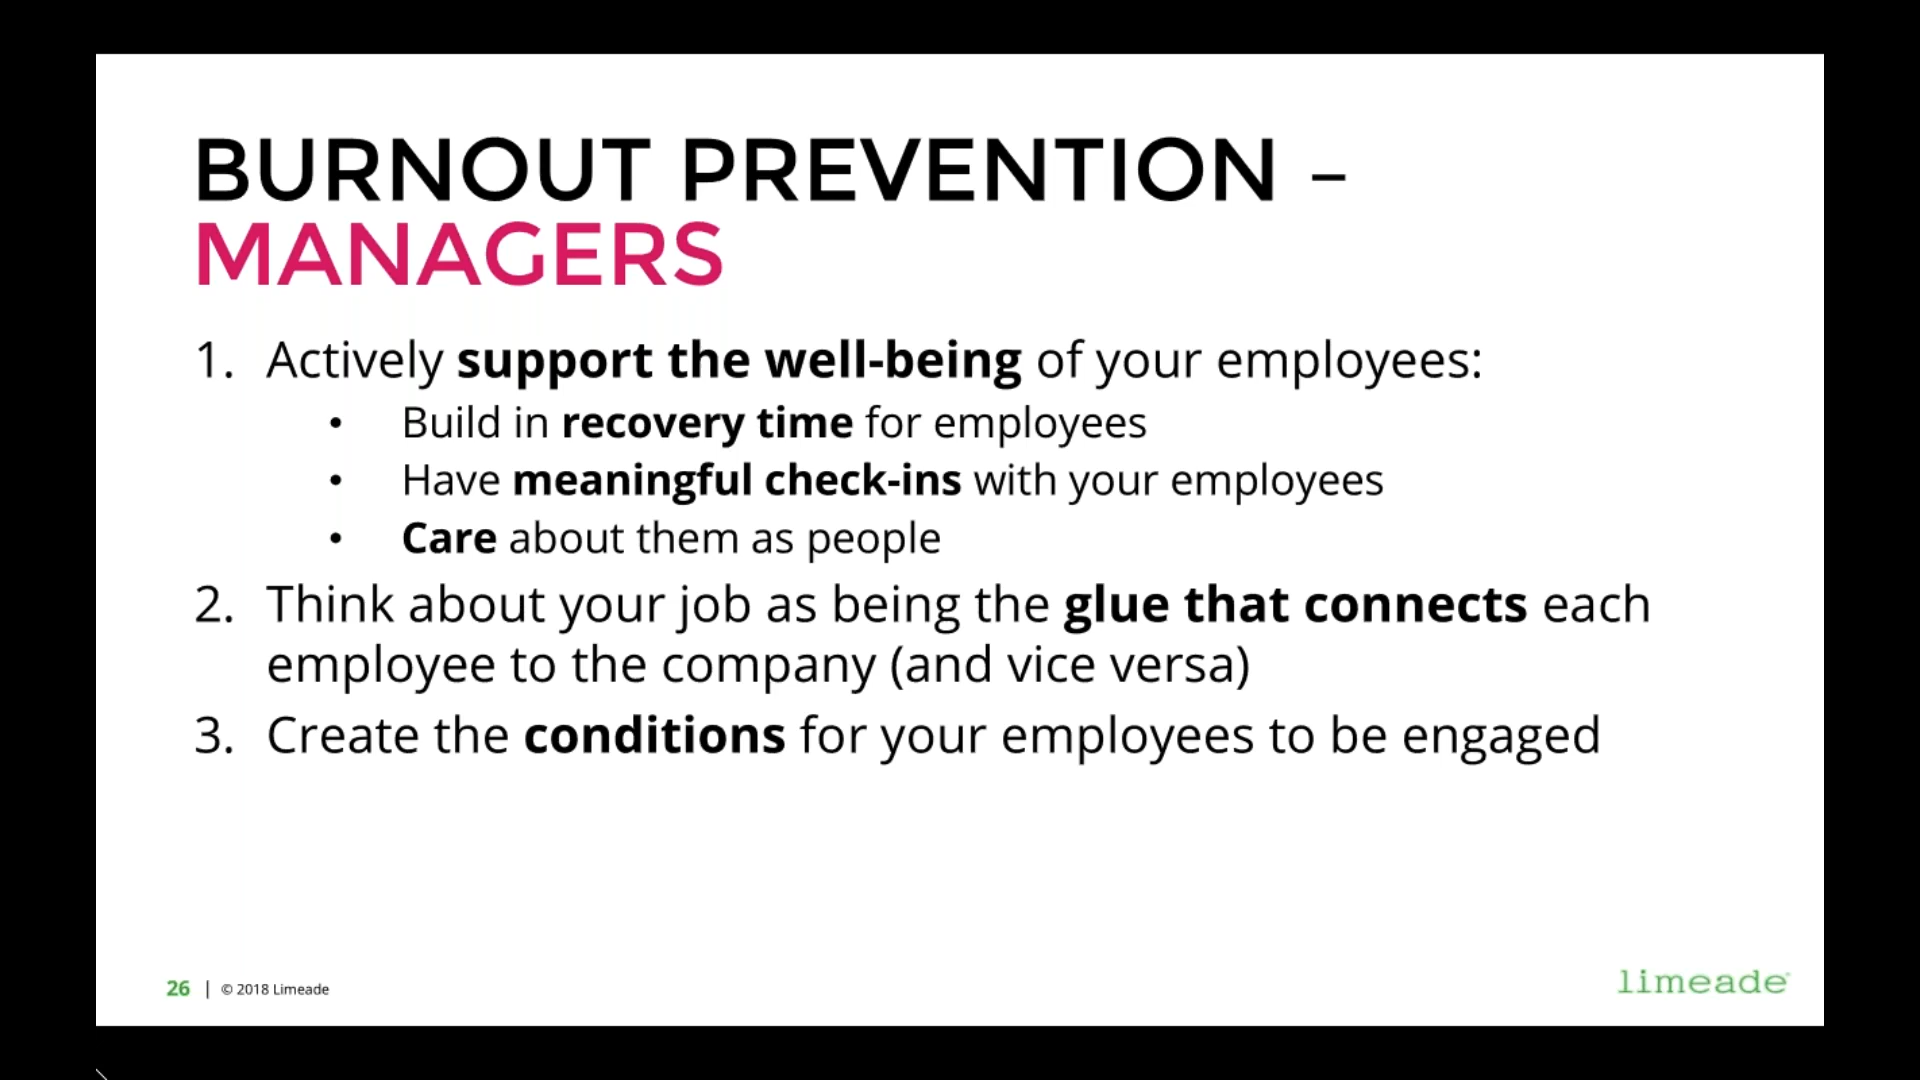 BURNOUT PREVENTION –
MANAGERS
1. Actively support the well-being of your employees:
• Build in recovery time for employees
• Have meaningful check-ins with your employees
• Care about them as people
2. Think about your job as being the glue that connects each
employee to the company (and vice versa)
3. Create the conditions for your employees to be engaged
26 | © 2018 Limeade
limeade